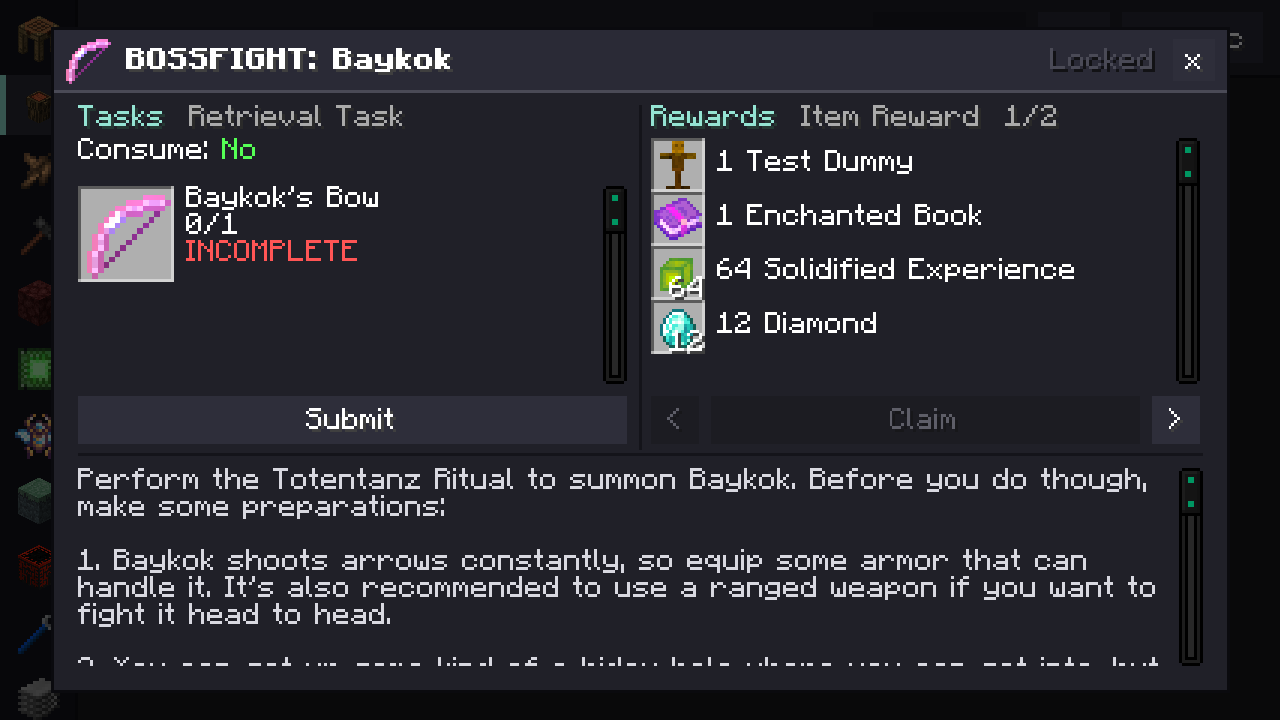 BOSSFIGHT: Baykok
Locked
Tasks Retrieval Task
Consume: No
Baykok's Bow
0/1
INCOMPLETE
Submit
Rewards Item Reward 1/2
1 Test Dummy
1 Enchanted Book
64 Solidified Experience
64
12 Diamond
12
Claim
Perform the Totentanz Ritual to summon Baykok. Before you do though,
make some preparations:
1. Baykok shoots arrows constantly, so equip some armor that can
handle it. It's also recommended to use a ranged weapon if you want to
fight it head to head.